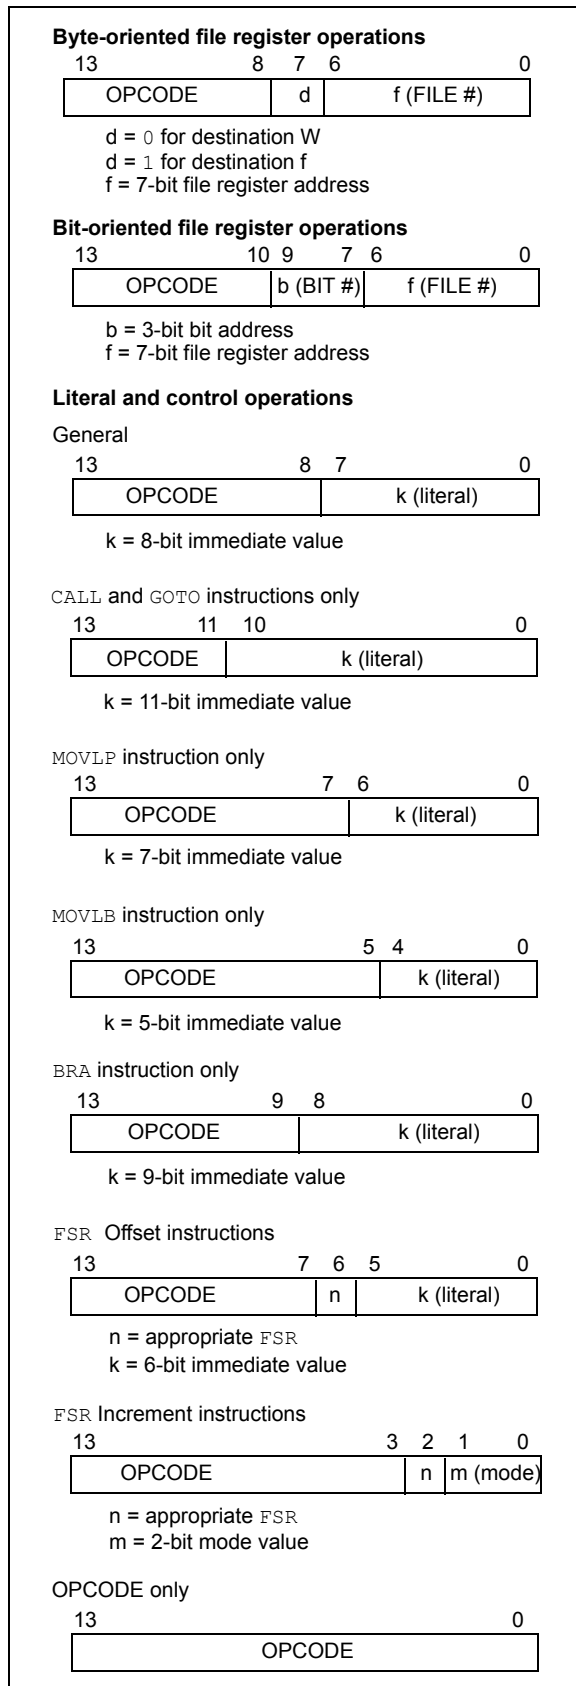 Byte-oriented file register operations
13 8 7 6 0
OPCODE d f (FILE #)
d = 0 for destination W
d = 1 for destination f
f = 7-bit file register address
Bit-oriented file register operations
13 10 9 7 6 0
OPCODE b (BIT #) f (FILE #)
b = 3-bit bit address
f = 7-bit file register address
Literal and control operations
General
13 8 7 0
OPCODE k (literal)
k = 8-bit immediate value
CALL and GOTO instructions only
13 11 10 0
OPCODE k (literal)
k = 11-bit immediate value
MOVLP instruction only
13 7 6 0
OPCODE k (literal)
k = 7-bit immediate value
MOVLB instruction only
13 5 4 0
OPCODE k (literal)
k = 5-bit immediate value
BRA instruction only
13 9 8 0
OPCODE k (literal)
k = 9-bit immediate value
FSR Offset instructions
13 7 6 5 0
OPCODE n k (literal)
n = appropriate FSR
k = 6-bit immediate value
FSR Increment instructions
13 3 2 1 0
OPCODE n m (mode)
n = appropriate FSR
m = 2-bit mode value
OPCODE only
13 0
OPCODE